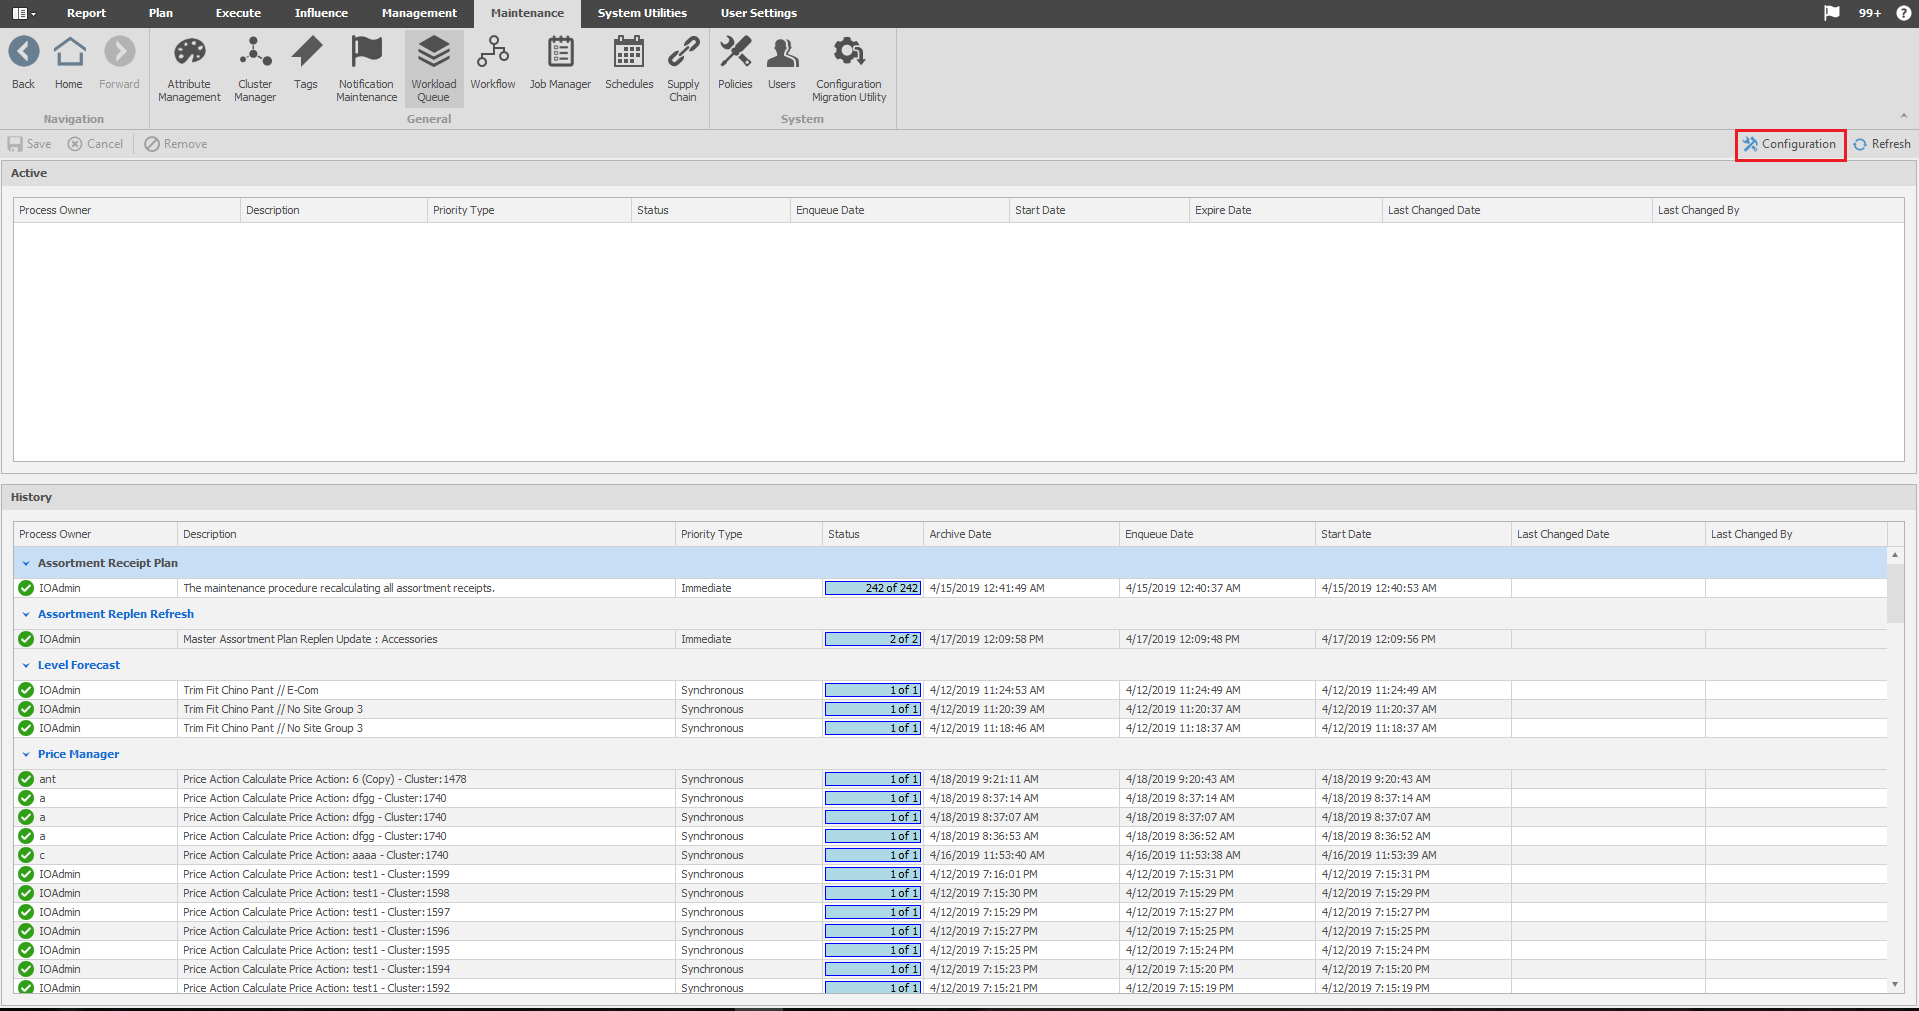 Report Plan Execute Influence Management Maintenance System Utilities User Settings 99+ ?
Back Home Forward Attribute Management Cluster Manager Tags Notification Maintenance Workload Queue Workflow Job Manager Schedules Supply Chain Policies Users Configuration Migration Utility
Navigation General System
Save Cancel Remove Configuration Refresh
Active
Process Owner Description Priority Type Status Enqueue Date Start Date Expire Date Last Changed Date Last Changed By
History
Process Owner Description Priority Type Status Archive Date Enqueue Date Start Date Last Changed Date Last Changed By
Assortment Receipt Plan
IOAdmin The maintenance procedure recalculating all assortment receipts. Immediate 242 of 242 4/15/2019 12:41:49 AM 4/15/2019 12:40:37 AM 4/15/2019 12:40:53 AM
Assortment Replen Refresh
IOAdmin Master Assortment Plan Replen Update : Accessories Immediate 2 of 2 4/17/2019 12:09:58 PM 4/17/2019 12:09:48 PM 4/17/2019 12:09:56 PM
Level Forecast
IOAdmin Trim Fit Chino Pant // E-Com Synchronous 1 of 1 4/12/2019 11:24:53 AM 4/12/2019 11:24:49 AM 4/12/2019 11:24:49 AM
IOAdmin Trim Fit Chino Pant // No Site Group 3 Synchronous 1 of 1 4/12/2019 11:20:39 AM 4/12/2019 11:20:37 AM 4/12/2019 11:20:37 AM
IOAdmin Trim Fit Chino Pant // No Site Group 3 Synchronous 1 of 1 4/12/2019 11:18:46 AM 4/12/2019 11:18:37 AM 4/12/2019 11:18:37 AM
Price Manager
ant Price Action Calculate Price Action: 6 (Copy) - Cluster:1478 Synchronous 1 of 1 4/18/2019 9:21:11 AM 4/18/2019 9:20:43 AM 4/18/2019 9:20:43 AM
a Price Action Calculate Price Action: dfgg - Cluster:1740 Synchronous 1 of 1 4/18/2019 8:37:14 AM 4/18/2019 8:37:14 AM 4/18/2019 8:37:14 AM
a Price Action Calculate Price Action: dfgg - Cluster:1740 Synchronous 1 of 1 4/18/2019 8:37:07 AM 4/18/2019 8:37:07 AM 4/18/2019 8:37:07 AM
a Price Action Calculate Price Action: dfgg - Cluster:1740 Synchronous 1 of 1 4/18/2019 8:36:53 AM 4/18/2019 8:36:52 AM 4/18/2019 8:36:52 AM
c Price Action Calculate Price Action: aaaa - Cluster:1740 Synchronous 1 of 1 4/16/2019 11:53:40 AM 4/16/2019 11:53:38 AM 4/16/2019 11:53:39 AM
IOAdmin Price Action Calculate Price Action: test1 - Cluster:1599 Synchronous 1 of 1 4/12/2019 7:16:01 PM 4/12/2019 7:15:31 PM 4/12/2019 7:15:31 PM
IOAdmin Price Action Calculate Price Action: test1 - Cluster:1598 Synchronous 1 of 1 4/12/2019 7:15:30 PM 4/12/2019 7:15:29 PM 4/12/2019 7:15:29 PM
IOAdmin Price Action Calculate Price Action: test1 - Cluster:1597 Synchronous 1 of 1 4/12/2019 7:15:29 PM 4/12/2019 7:15:27 PM 4/12/2019 7:15:27 PM
IOAdmin Price Action Calculate Price Action: test1 - Cluster:1596 Synchronous 1 of 1 4/12/2019 7:15:27 PM 4/12/2019 7:15:25 PM 4/12/2019 7:15:25 PM
IOAdmin Price Action Calculate Price Action: test1 - Cluster:1595 Synchronous 1 of 1 4/12/2019 7:15:25 PM 4/12/2019 7:15:24 PM 4/12/2019 7:15:24 PM
IOAdmin Price Action Calculate Price Action: test1 - Cluster:1594 Synchronous 1 of 1 4/12/2019 7:15:23 PM 4/12/2019 7:15:20 PM 4/12/2019 7:15:20 PM
IOAdmin Price Action Calculate Price Action: test1 - Cluster:1592 Synchronous 1 of 1 4/12/2019 7:15:21 PM 4/12/2019 7:15:19 PM 4/12/2019 7:15:19 PM